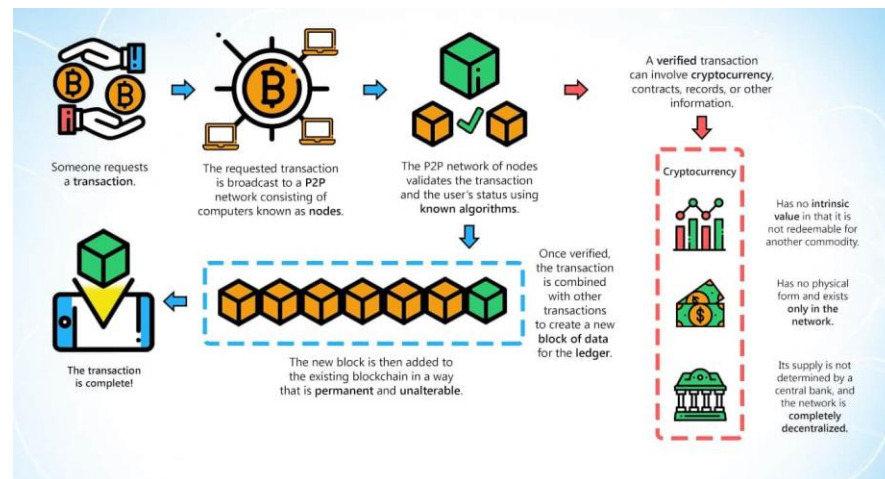 Someone requests
a transaction.
The requested transaction
is broadcast to a P2P
network consisting of
computers known as nodes.
The P2P network of nodes
validates the transaction
and the user's status using
known algorithms.
A verified transaction
can involve cryptocurrency,
contracts, records, or other
information.
Cryptocurrency
Has no intrinsic
value in that it is
not redeemable for
another commodity.
Has no physical
form and exists
only in the
network.
Its supply is not
determined by a
central bank, and
the network is
completely
decentralized.
Once verified,
the transaction
is combined
with other
transactions
to create a new
block of data
for the ledger.
The new block is then added to
the existing blockchain in a way
that is permanent and unalterable.
The transaction
is complete!